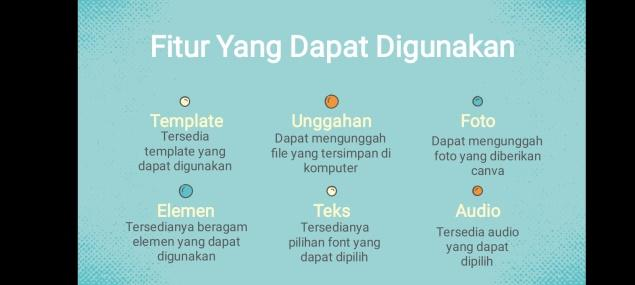 Fitur Yang Dapat Digunakan
Template
Tersedia
template yang
dapat digunakan
Unggahan
Dapat mengunggah
file yang tersimpan di
komputer
Foto
Dapat mengunggah
foto yang diberikan
canva
Elemen
Tersedianya beragam
elemen yang dapat
digunakan
Teks
Tersedianya
pilihan font yang
dapat dipilih
Audio
Tersedia audio
yang dapat
dipilih